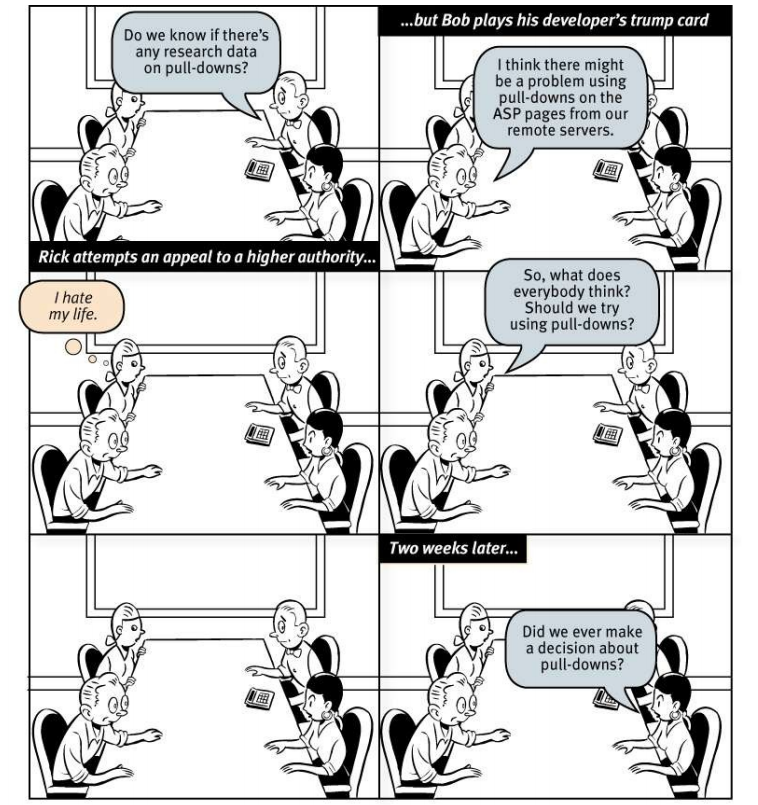 Do we know if there's
any research data
on pull-downs?
Rick attempts an appeal to a higher authority...
...but Bob plays his developer's trump card
I think there might
be a problem using
pull-downs on the
ASP pages from our
remote servers.
I hate
my life.
So, what does
everybody think?
Should we try
using pull-downs?
Two weeks later...
Did we ever make
a decision about
pull-downs?